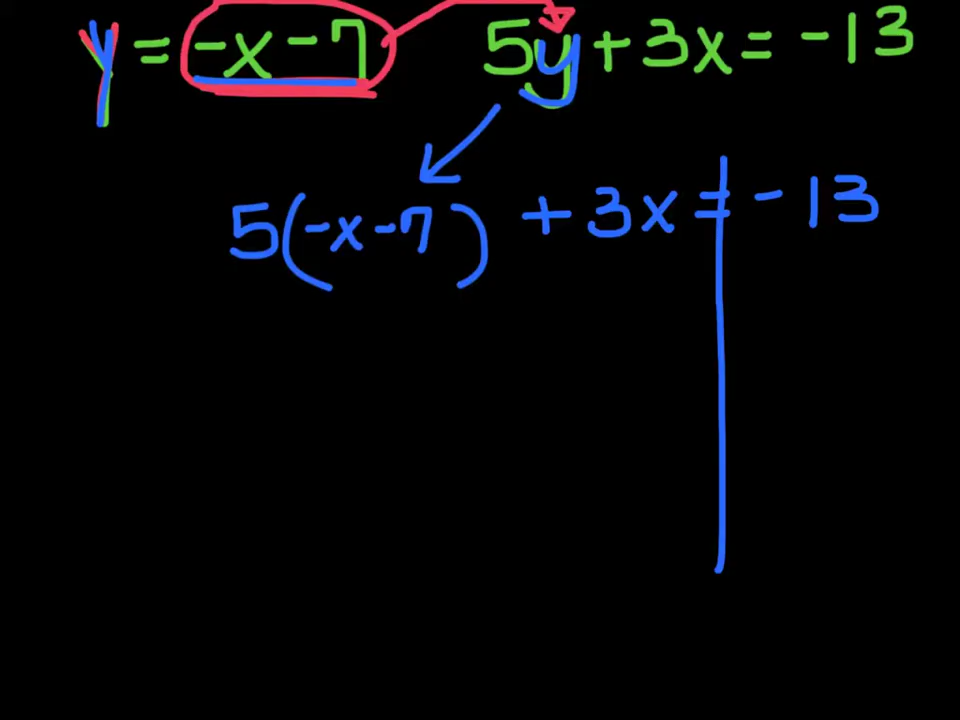 y = -x - 7 5y + 3x = -13
5(-x - 7) + 3x = -13